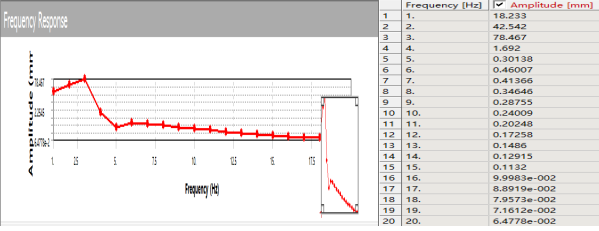 Frequency Response
Amplitude (mm
78.467
2.2545
6.4778e-2
1. 2.5 5. 7.5 10. 12.5 15. 17.5
Frequency (Hz)
Frequency [Hz] Amplitude [mm]
1 1. 18.233
2 2. 42.542
3 3. 78.467
4 4. 1.692
5 5. 0.30138
6 6. 0.46007
7 7. 0.41366
8 8. 0.34646
9 9. 0.28755
10 10. 0.24009
11 11. 0.20248
12 12. 0.17258
13 13. 0.1486
14 14. 0.12915
15 15. 0.1132
16 16. 9.9983e-002
17 17. 8.8919e-002
18 18. 7.9573e-002
19 19. 7.1612e-002
20 20. 6.4778e-002